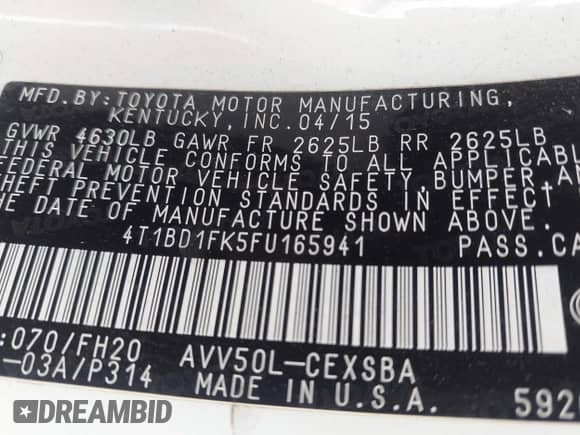 MFD. BY: TOYOTA MOTOR MANUFACTURING,
KENTUCKY, INC. 04/15
GVWR 4630LB GAWR FR 2625LB RR 2625LB
THIS VEHICLE CONFORMS TO ALL APPLICABL
FEDERAL MOTOR VEHICLE SAFETY, BUMPER, AN
THEFT PREVENTION STANDARDS IN EFFECT
THE DATE OF MANUFACTURE SHOWN ABOVE.
4T1BD1FK5FU165941 PASS.CA
:070/FH20 AVV50L-CEXSBA
-03A/P314 MADE IN U.S.A. 592
DREAMBID